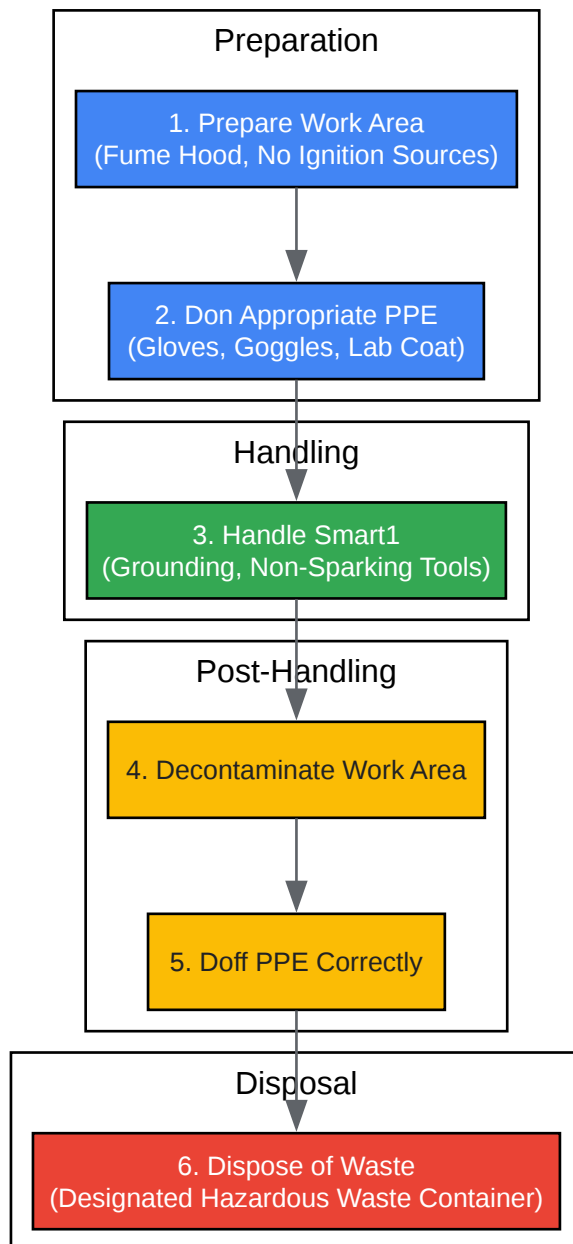 Preparation
1. Prepare Work Area
(Fume Hood, No Ignition Sources)
2. Don Appropriate PPE
(Gloves, Goggles, Lab Coat)
Handling
3. Handle Smart1
(Grounding, Non-Sparking Tools)
Post-Handling
4. Decontaminate Work Area
5. Doff PPE Correctly
Disposal
6. Dispose of Waste
(Designated Hazardous Waste Container)